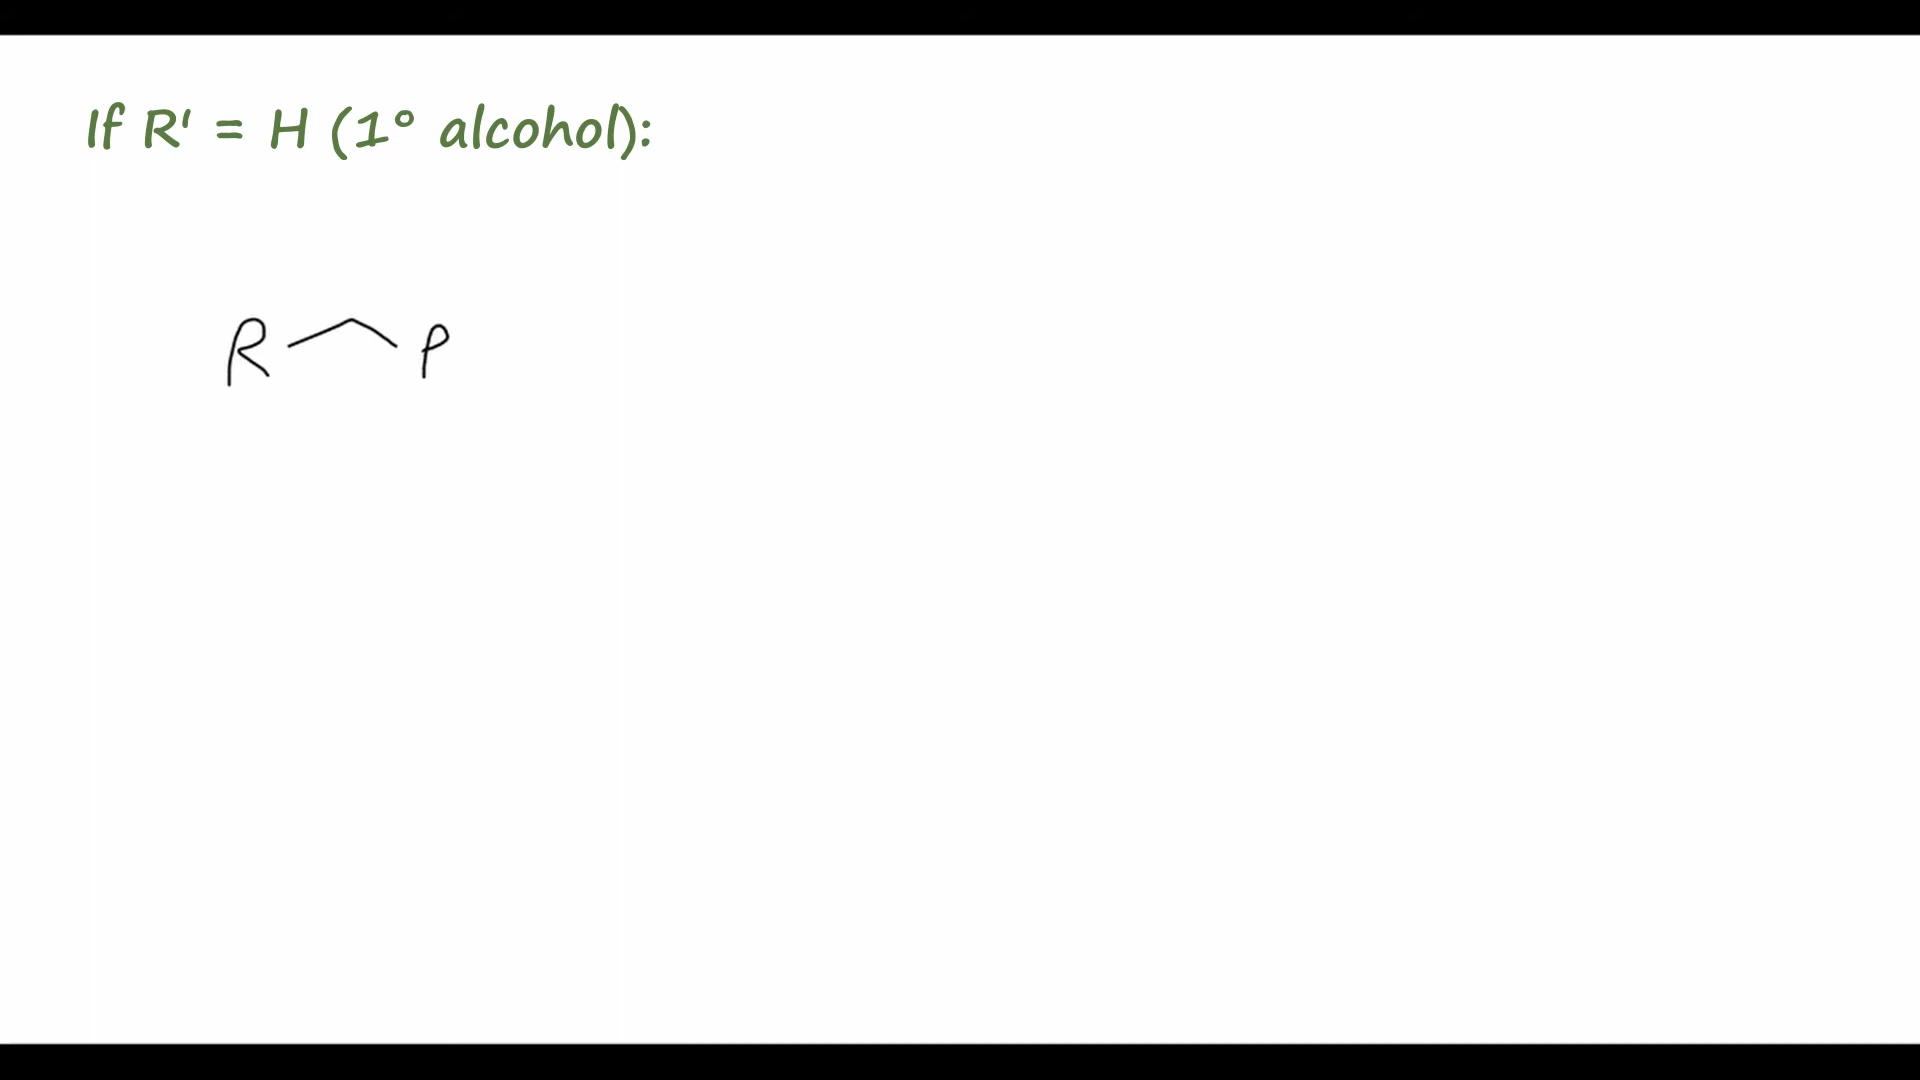 If R' = H (1° alcohol):
R P